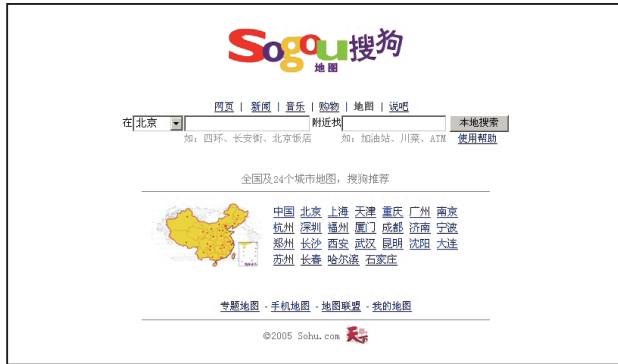 Sogou搜狗
地图
网页 | 新闻 | 音乐 | 购物 | 地图 | 说吧
在 北京 附近找 本地搜索
如: 四环、长安街、北京饭店 如: 加油站、川菜、ATM 使用帮助
全国及24个城市地图, 搜狗推荐
中国 北京 上海 天津 重庆 广州 南京
杭州 深圳 福州 厦门 成都 济南 宁波
郑州 长沙 西安 武汉 昆明 沈阳 大连
苏州 长春 哈尔滨 石家庄
专题地图 - 手机地图 - 地图联盟 - 我的地图
©2005 Sohu.com